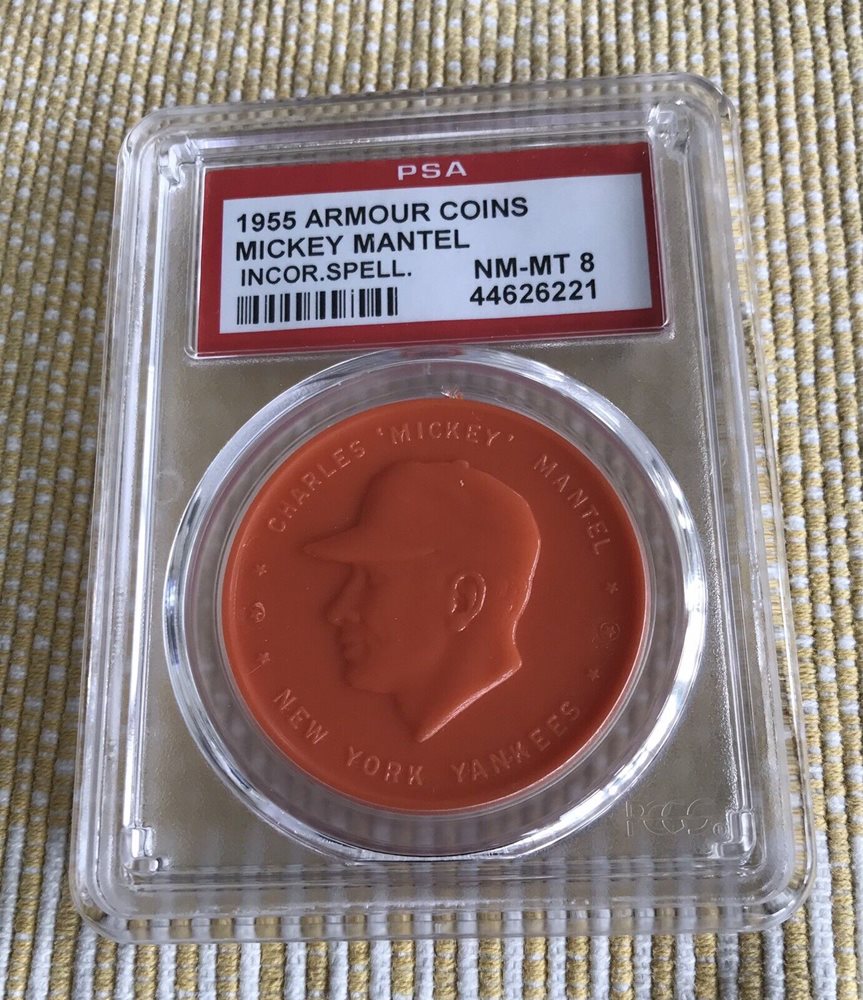 PSA
1955 ARMOUR COINS
MICKEY MANTEL
INCOR.SPELL.
NM-MT 8
44626221
CHARLES 'MICKEY' MANTEL
NEW YORK YANKEES
PCGS